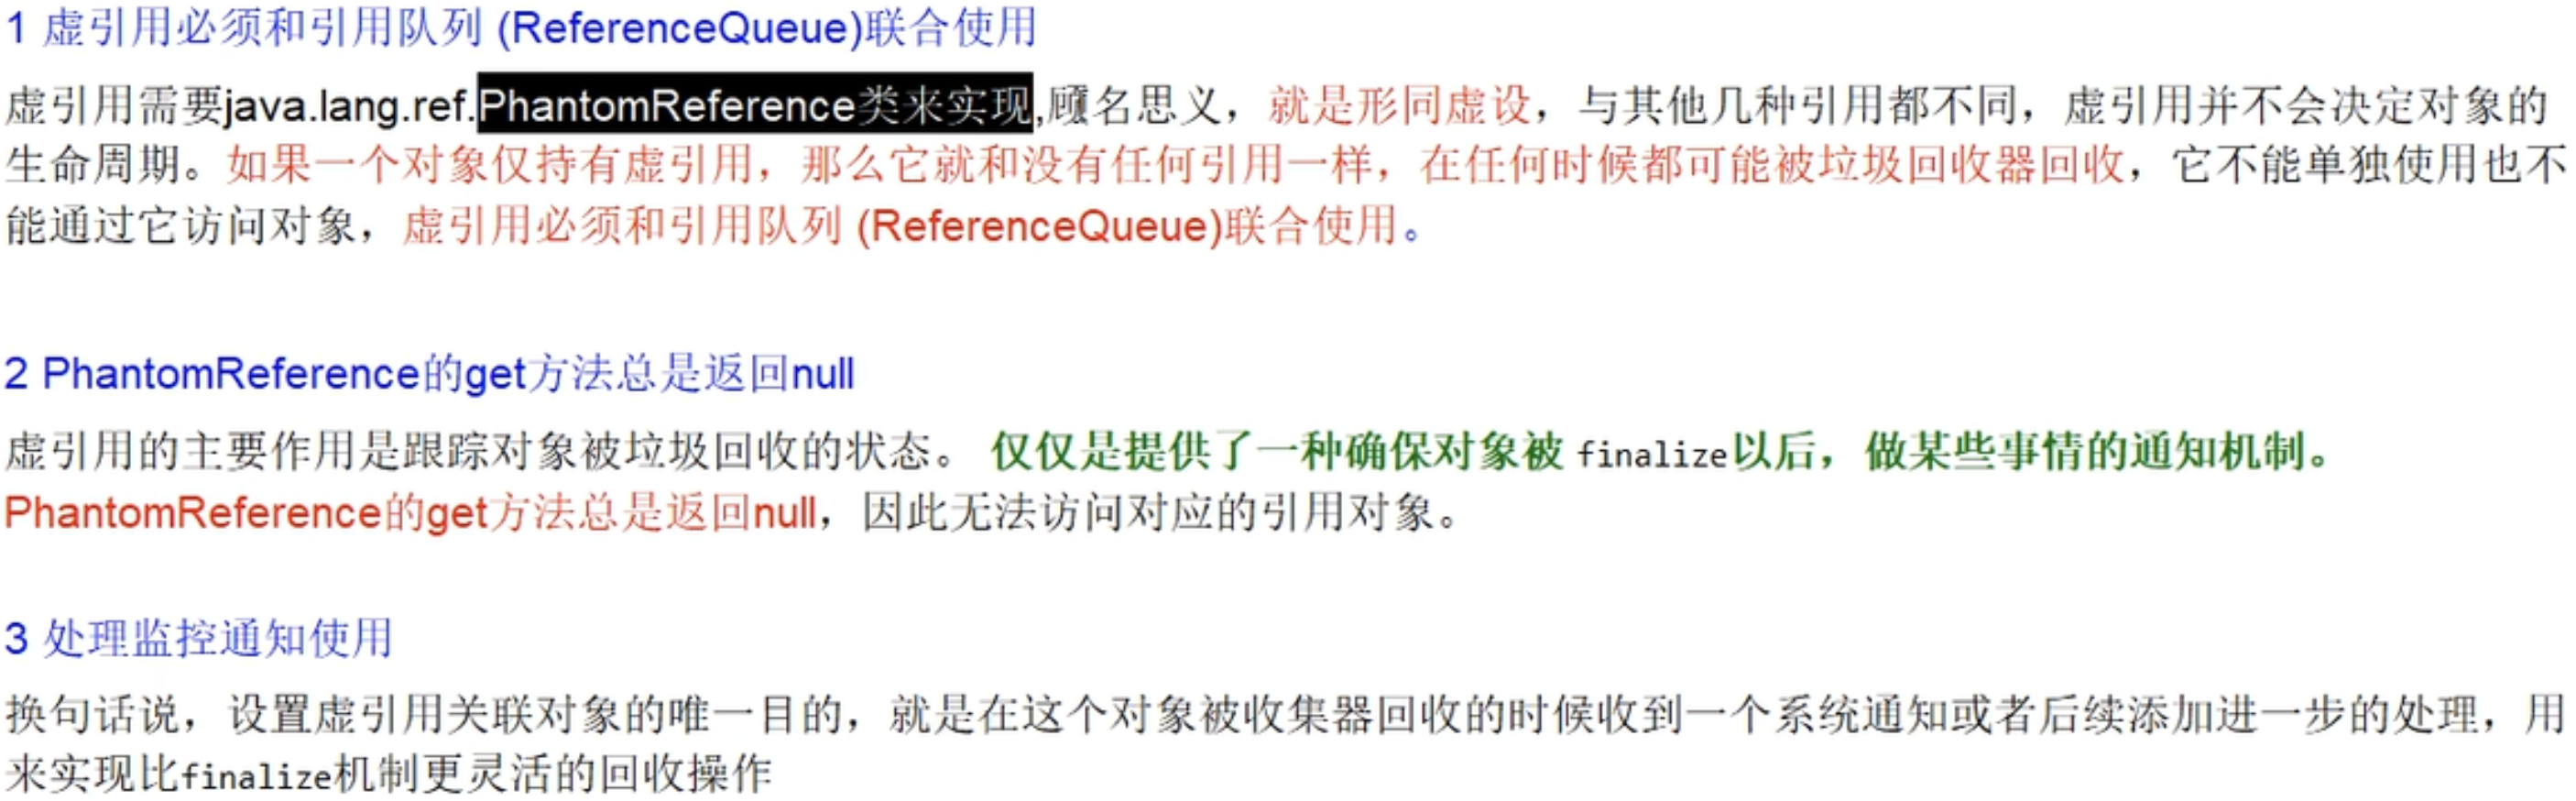 1 虚引用必须和引用队列 (ReferenceQueue)联合使用
虚引用需要java.lang.ref.PhantomReference类来实现,顾名思义，就是形同虚设，与其他几种引用都不同，虚引用并不会决定对象的
生命周期。如果一个对象仅持有虚引用，那么它就和没有任何引用一样，在任何时候都可能被垃圾回收器回收，它不能单独使用也不
能通过它访问对象，虚引用必须和引用队列 (ReferenceQueue)联合使用。
2 PhantomReference的get方法总是返回null
虚引用的主要作用是跟踪对象被垃圾回收的状态。 仅仅是提供了一种确保对象被 finalize以后，做某些事情的通知机制。
PhantomReference的get方法总是返回null，因此无法访问对应的引用对象。
3 处理监控通知使用
换句话说，设置虚引用关联对象的唯一目的，就是在这个对象被收集器回收的时候收到一个系统通知或者后续添加进一步的处理，用
来实现比finalize机制更灵活的回收操作